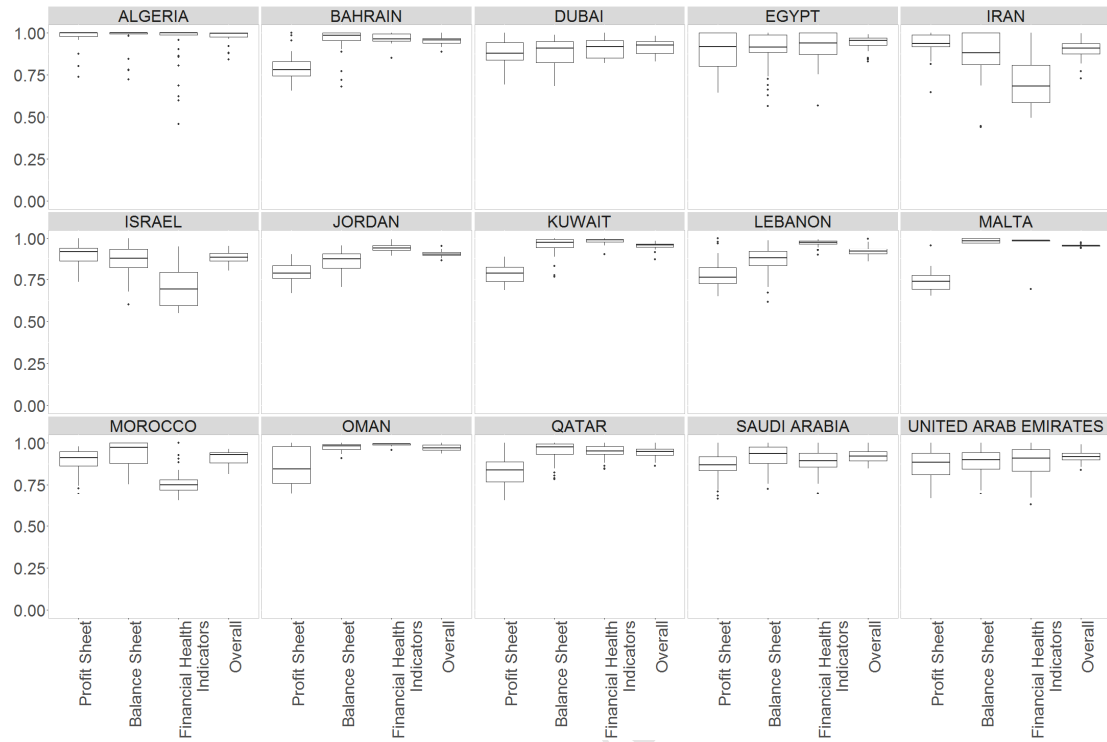 ALGERIA BAHRAIN DUBAI EGYPT IRAN
1.00
0.75
0.50
0.25
0.00
ISRAEL JORDAN KUWAIT LEBANON MALTA
1.00
0.75
0.50
0.25
0.00
MOROCCO OMAN QATAR SAUDI ARABIA UNITED ARAB EMIRATES
1.00
0.75
0.50
0.25
0.00
Profit Sheet
Balance Sheet
Financial Health
Indicators
Overall
Profit Sheet
Balance Sheet
Financial Health
Indicators
Overall
Profit Sheet
Balance Sheet
Financial Health
Indicators
Overall
Profit Sheet
Balance Sheet
Financial Health
Indicators
Overall
Profit Sheet
Balance Sheet
Financial Health
Indicators
Overall